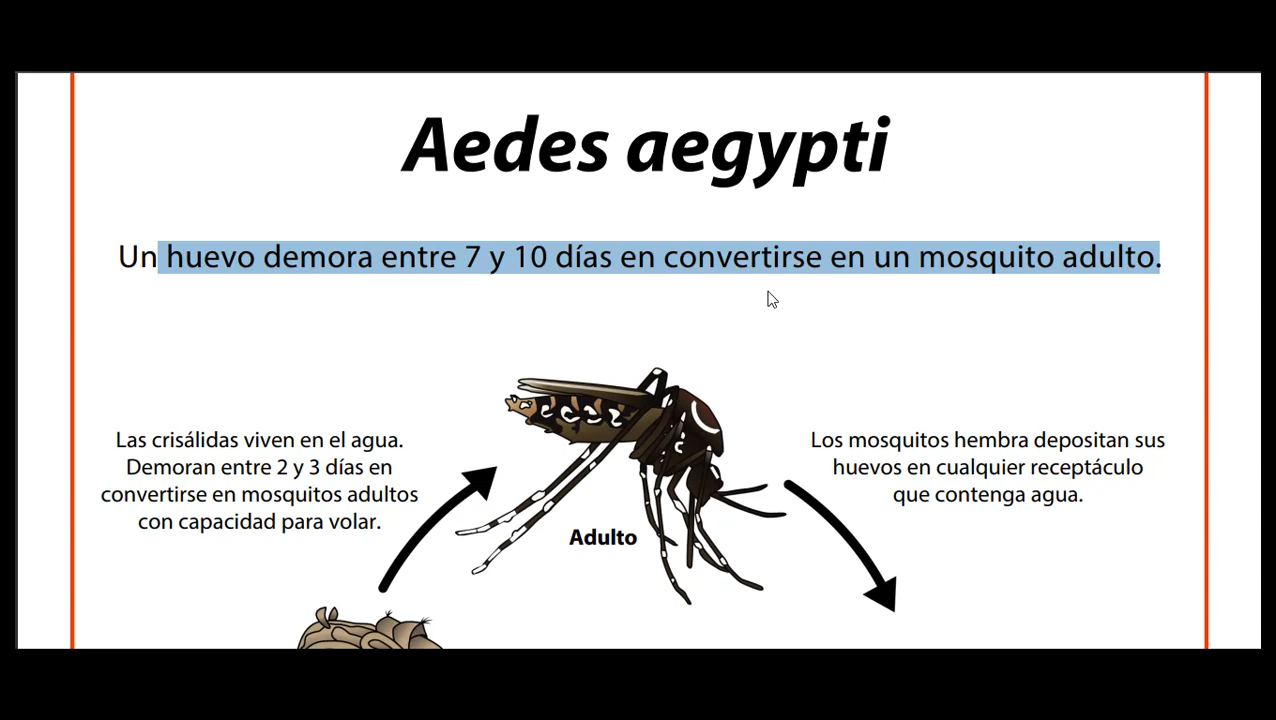 Aedes aegypti
Un huevo demora entre 7 y 10 días en convertirse en un mosquito adulto.
Las crisálidas viven en el agua.
Demoran entre 2 y 3 días en
convertirse en mosquitos adultos
con capacidad para volar.
Los mosquitos hembra depositan sus
huevos en cualquier receptáculo
que contenga agua.
Adulto